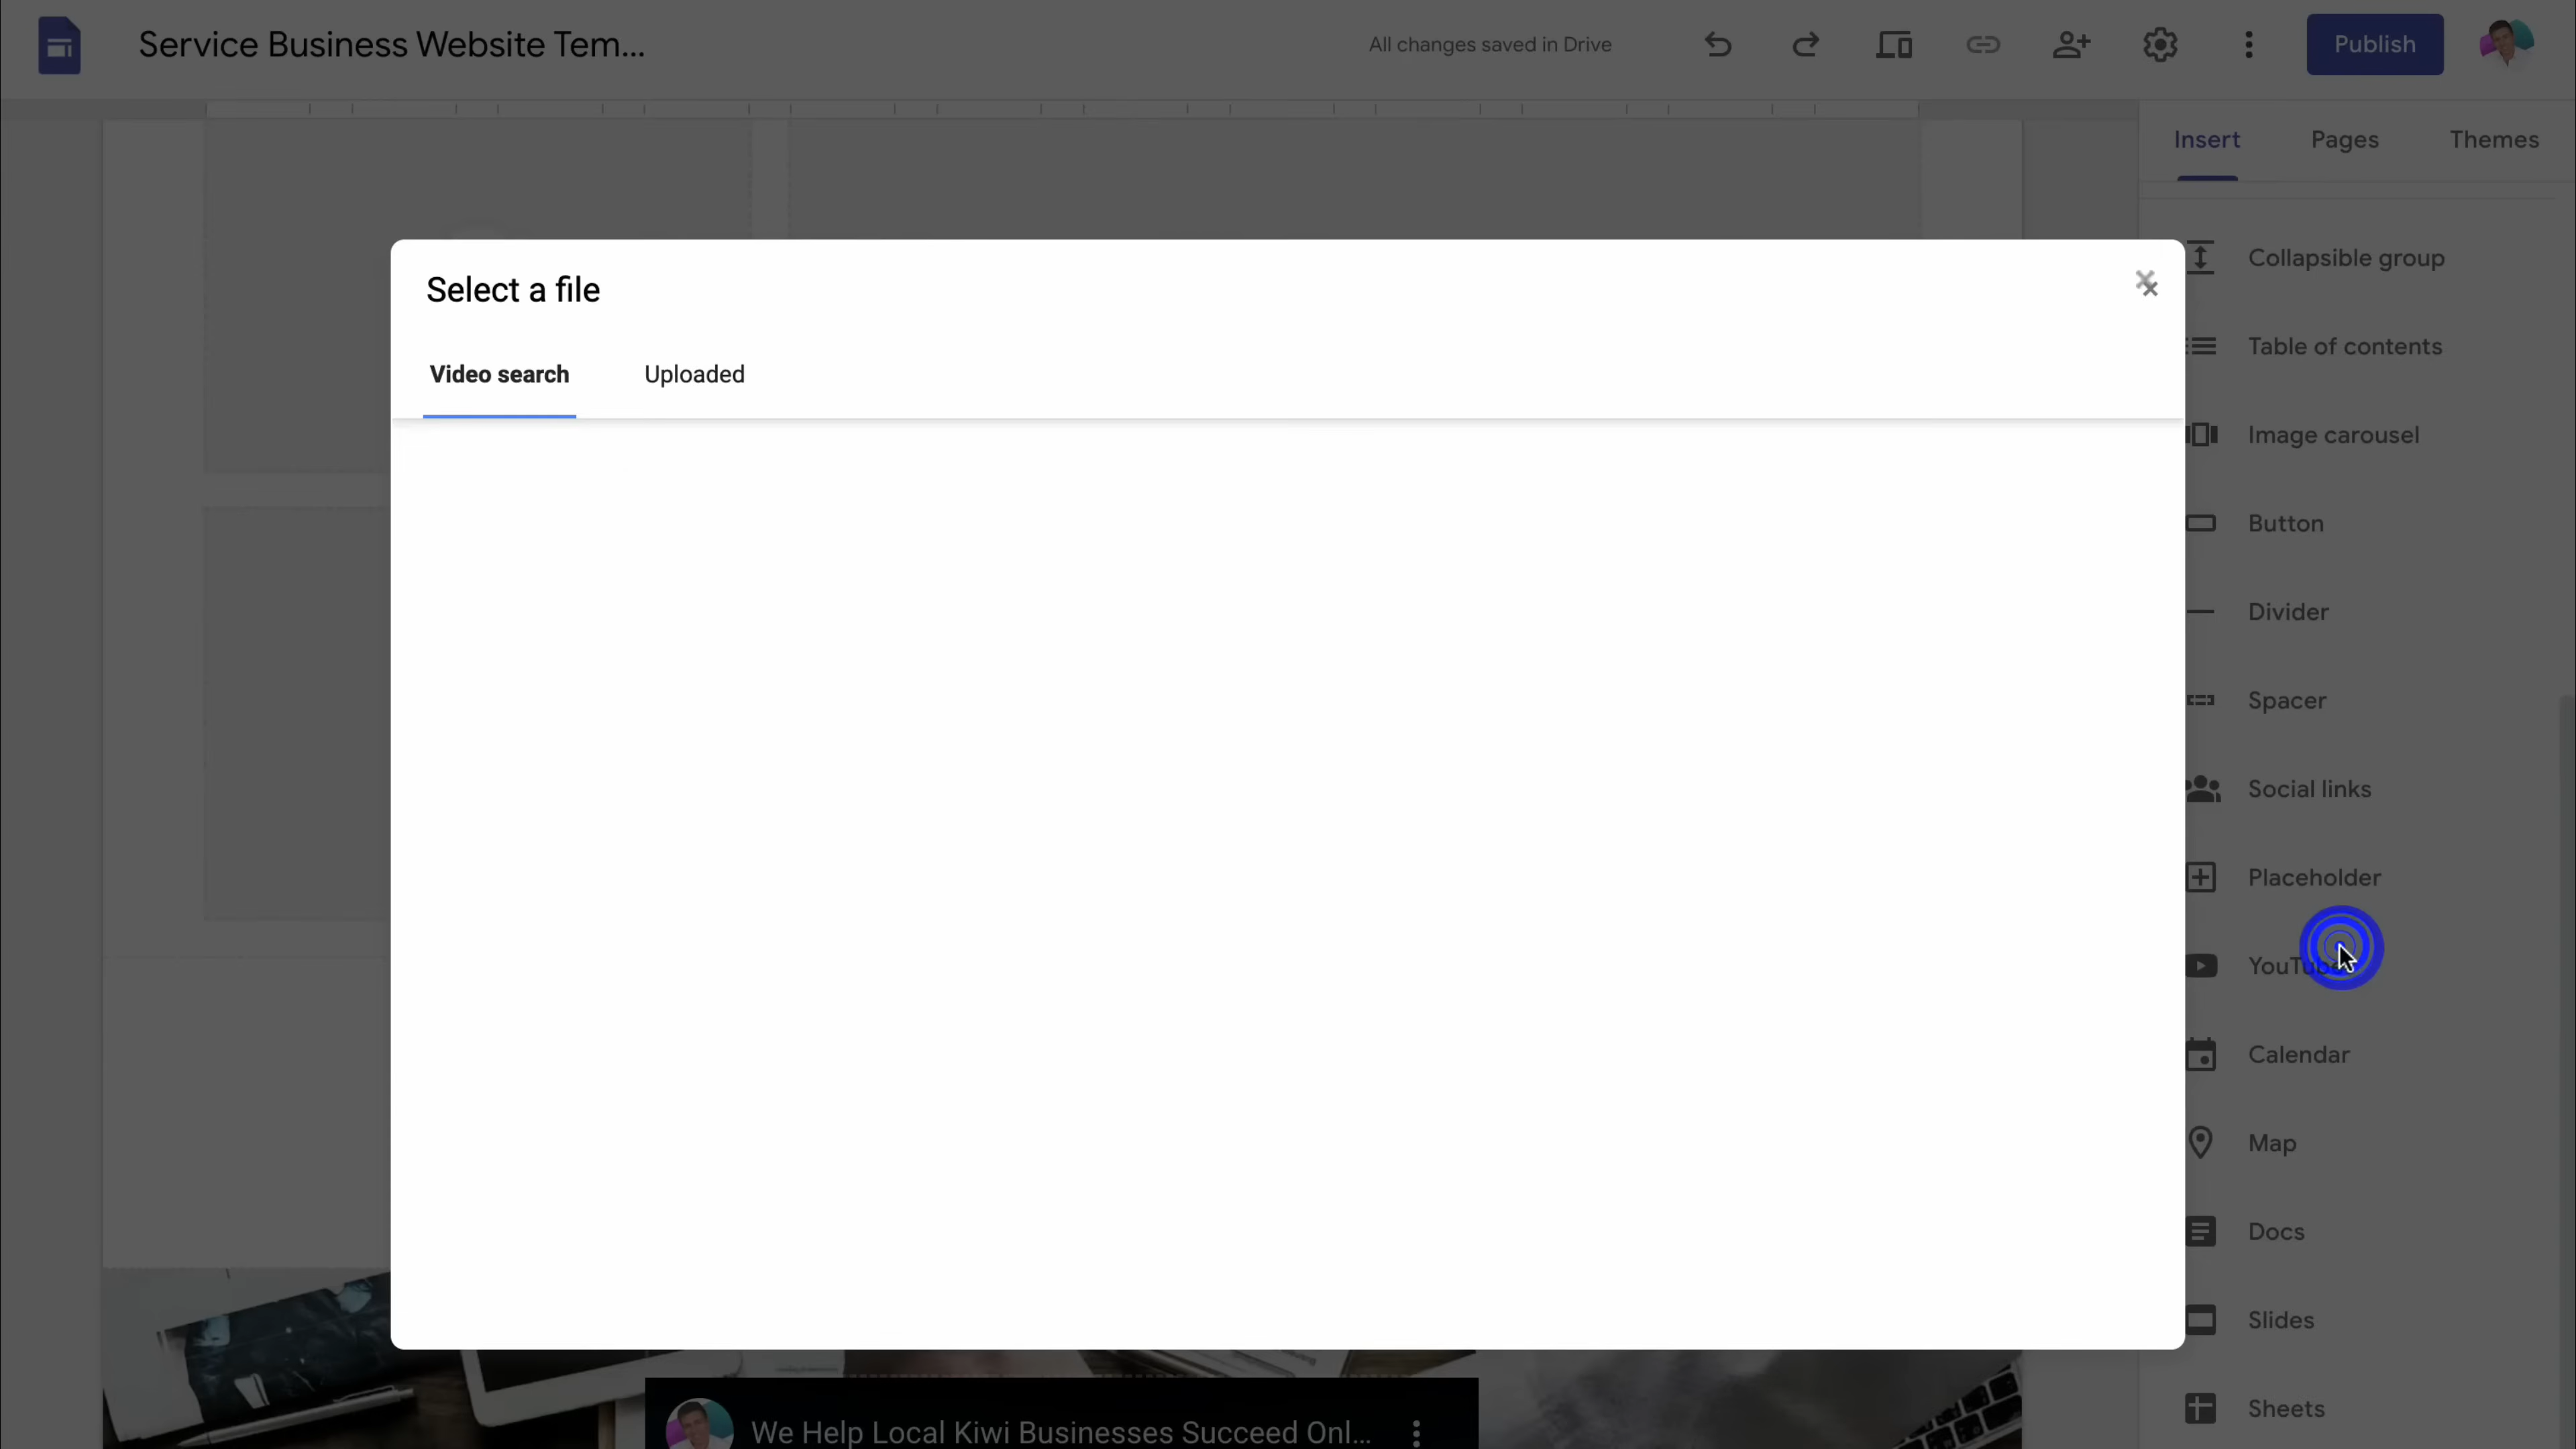 Service Business Website Tem...
All changes saved in Drive
Publish
Insert
Pages
Themes
Select a file
Video search
Uploaded
Collapsible group
Table of contents
Image carousel
Button
Divider
Spacer
Social links
Placeholder
YouTube
Calendar
Map
Docs
Slides
Sheets
We Help Local Kiwi Businesses Succeed Onl...